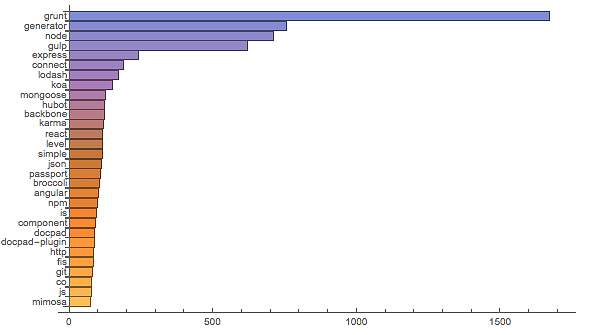 grunt
generator
node
gulp
express
connect
lodash
koa
mongoose
hubot
backbone
karma
react
level
simple
json
passport
broccoli
angular
npm
is
component
docpad
docpad-plugin
http
fis
git
co
js
mimosa
0 500 1000 1500